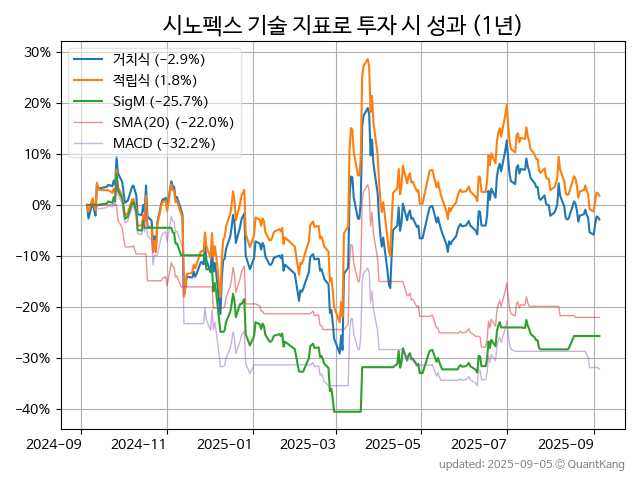 시노펙스 기술 지표로 투자 시 성과 (1년)
30%
20%
10%
0%
−10%
−20%
−30%
−40%
거치식 (−2.9%)
적립식 (1.8%)
SigM (−25.7%)
SMA(20) (−22.0%)
MACD (−32.2%)
2024-09
2024-11
2025-01
2025-03
2025-05
2025-07
2025-09
updated: 2025-09-05 © QuantKang